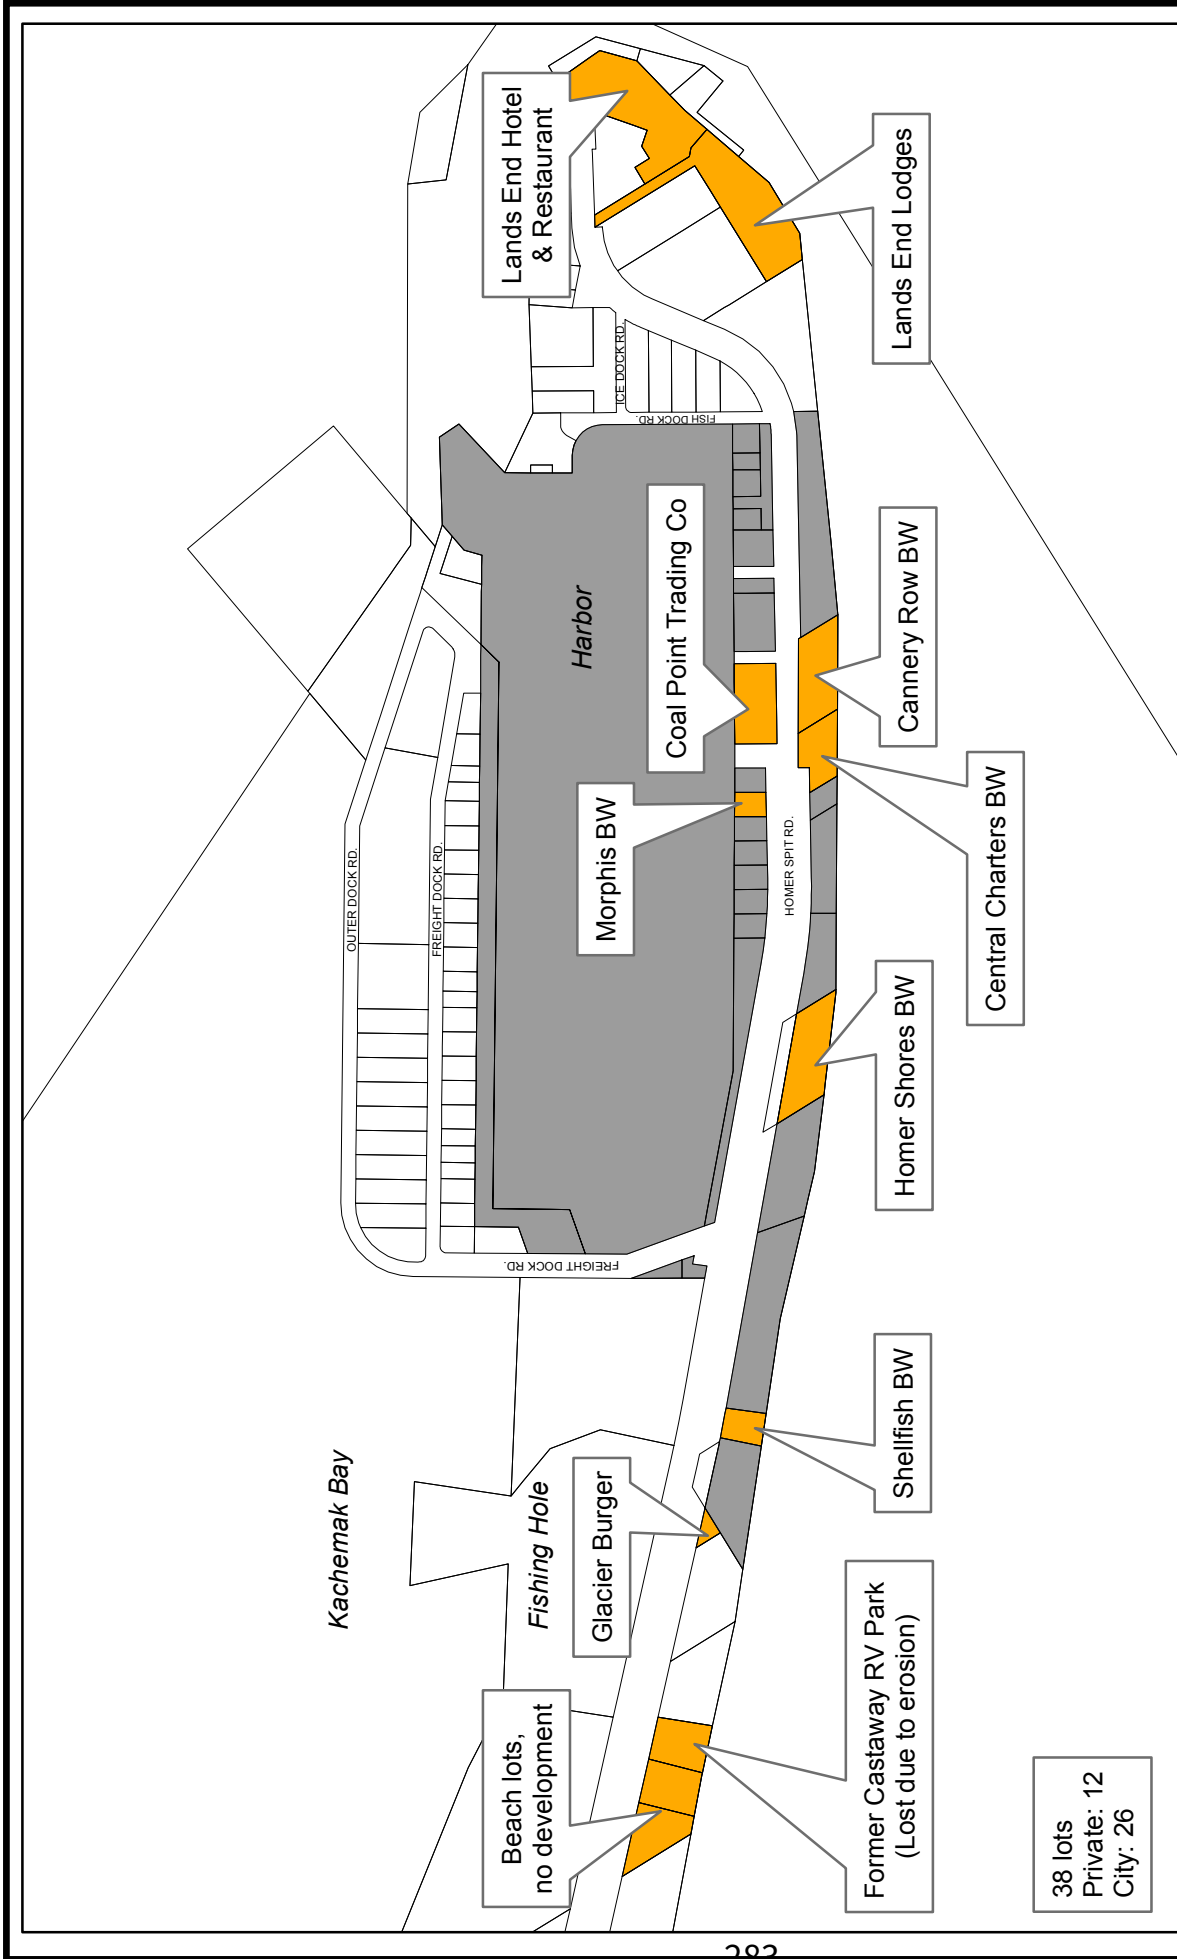 Kachemak Bay
Fishing Hole
Harbor
Lands End Hotel
& Restaurant
Lands End Lodges
Coal Point Trading Co
Cannery Row BW
Morphis BW
Central Charters BW
Homer Shores BW
Shellfish BW
Glacier Burger
Beach lots,
no development
Former Castaway RV Park
(Lost due to erosion)
OUTER DOCK RD.
FREIGHT DOCK RD.
FREIGHT DOCK RD.
ICE DOCK RD.
FISH DOCK RD.
HOMER SPIT RD.
38 lots
Private: 12
City: 26
283